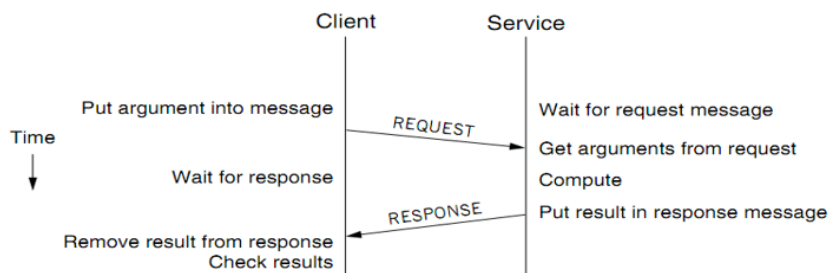 Client
Service
Put argument into message
Wait for request message
Time
REQUEST
Get arguments from request
Wait for response
Compute
RESPONSE
Put result in response message
Remove result from response
Check results